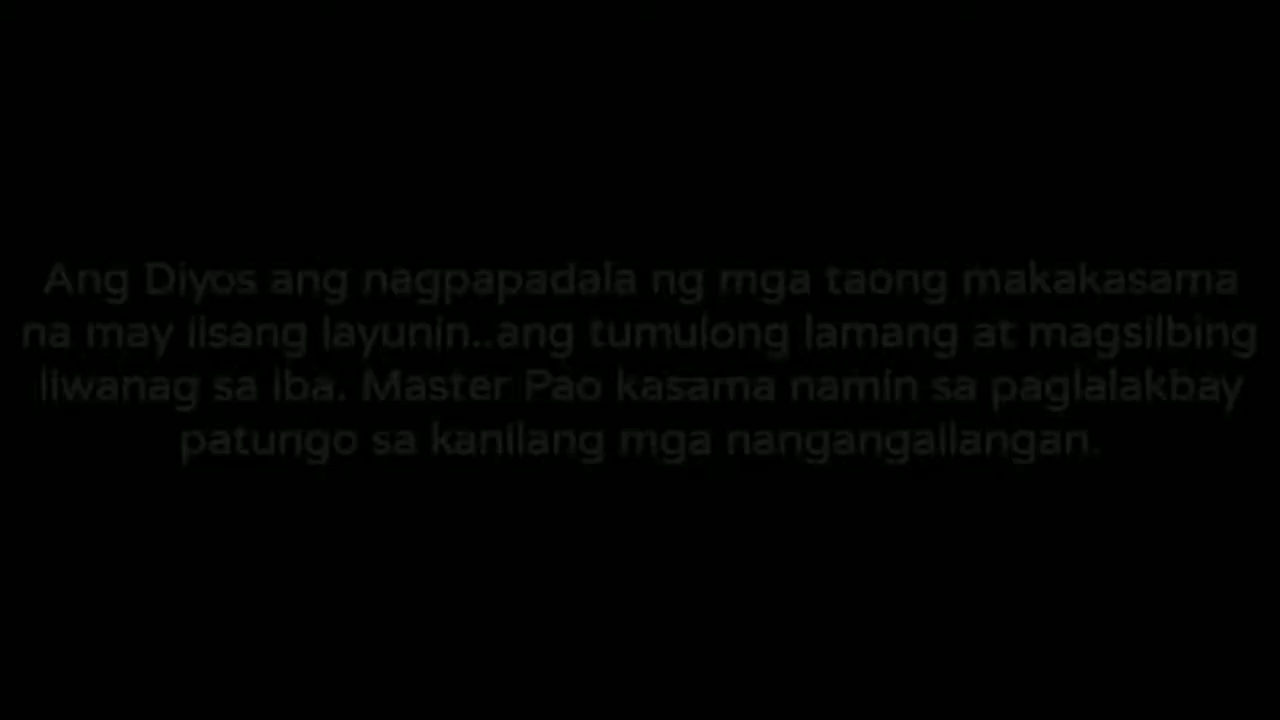 Ang Diyos ang nagpapadala ng mga taong makakasama
na may iisang layunin..ang tumulong lamang at magsilbing
liwanag sa iba. Master Pao kasama namin sa paglalakbay
patungo sa kanilang mga nangangailangan.